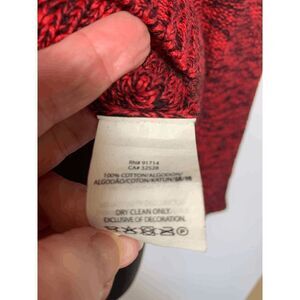 RN# 91714
CA# 32528
100% COTTON/ALGODON/
ALGODÃO/COTON/KATUN/
DRY CLEAN ONLY.
EXCLUSIVE OF DECORATION.